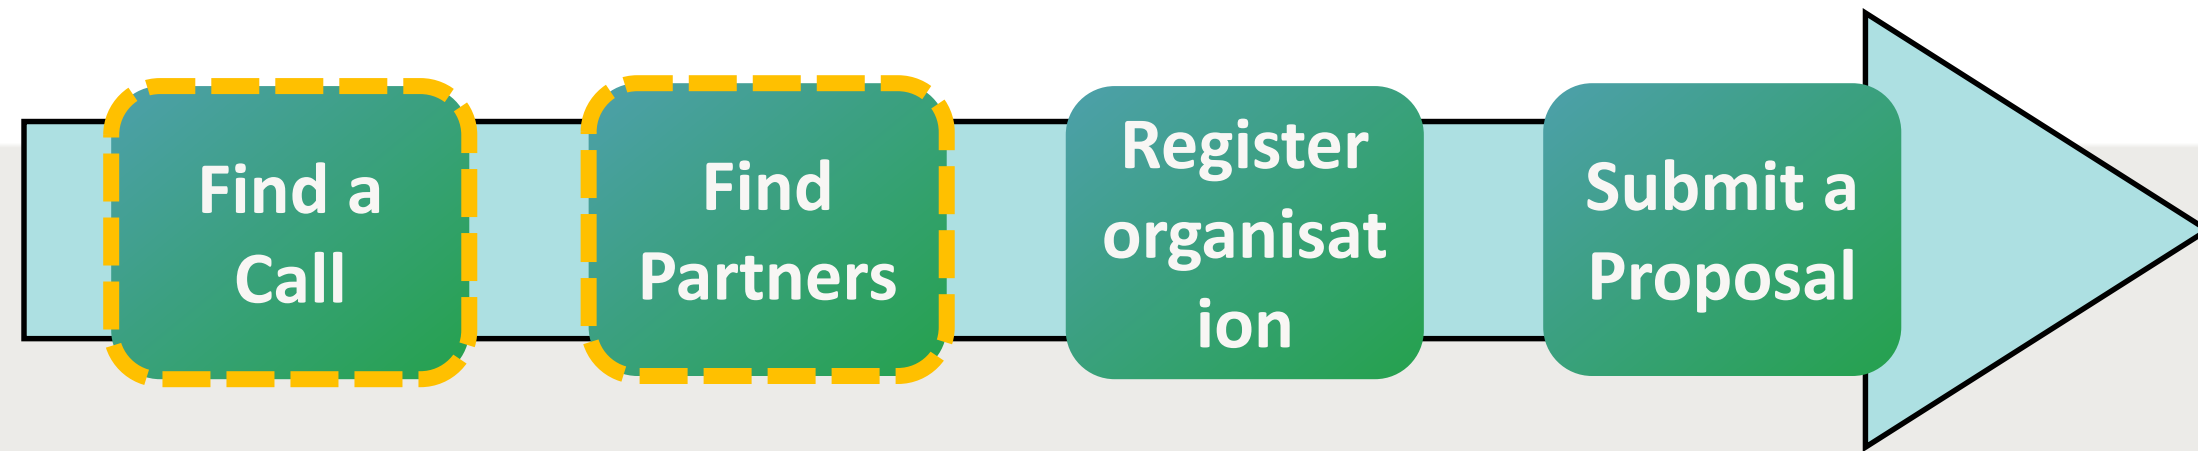 Find a
Call
Find
Partners
Register
organisat
ion
Submit a
Proposal